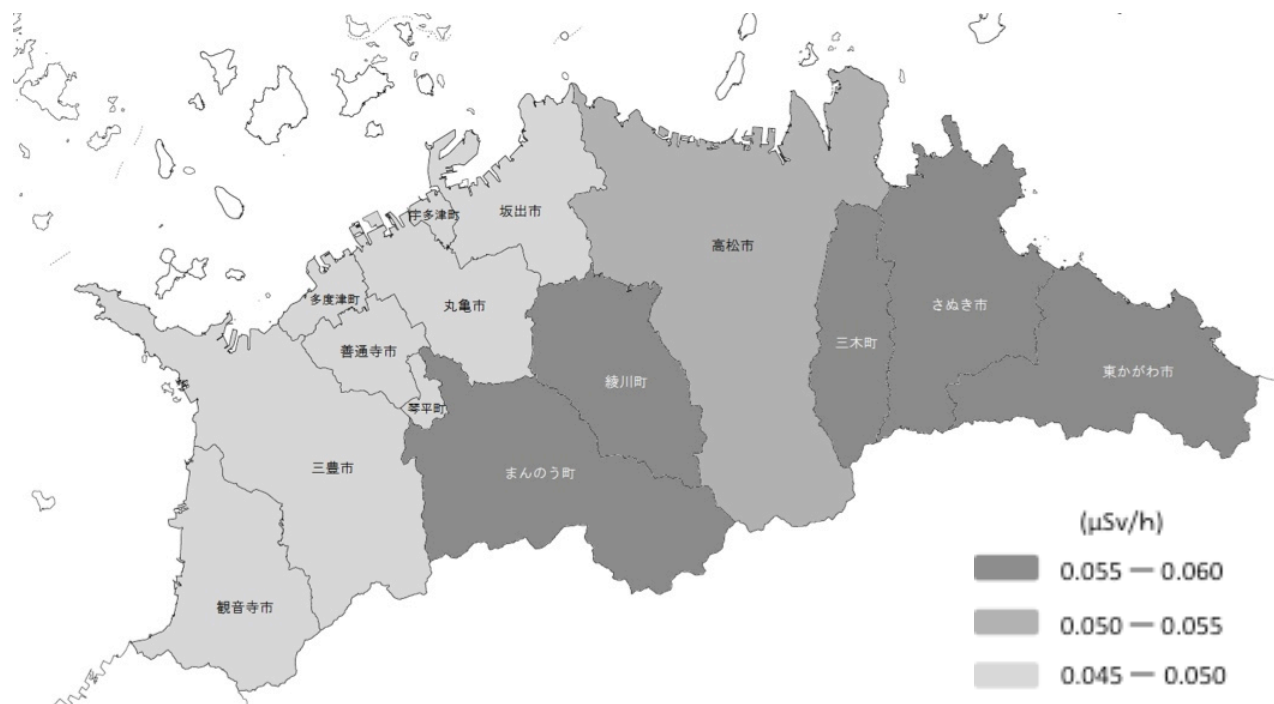 宇多津町
坂出市
高松市
多度津町
丸亀市
さぬき市
善通寺市
三木町
綾川町
東かがわ市
琴平町
三豊市
まんのう町
観音寺市
(μSv/h)
0.055 — 0.060
0.050 — 0.055
0.045 — 0.050